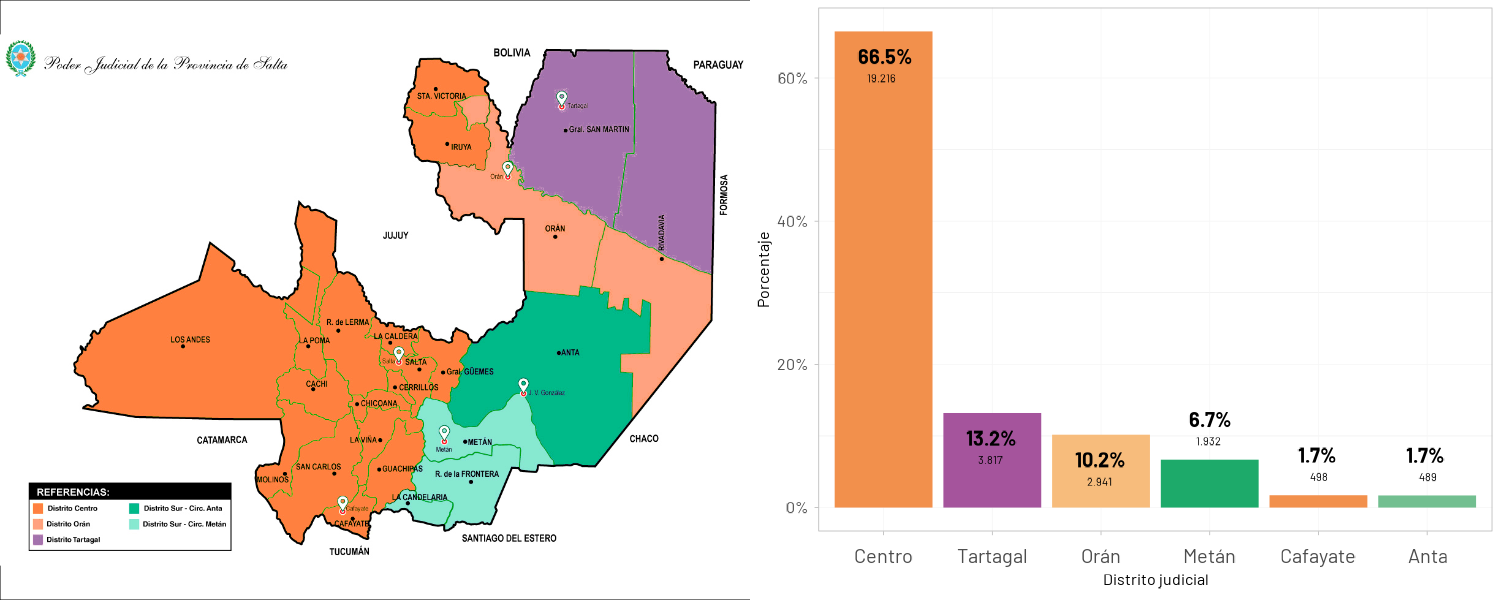 Poder Judicial de la Provincia de Salta
BOLIVIA
PARAGUAY
STA. VICTORIA
Tartagal
Gral. SAN MARTIN
IRUYA
Orán
FORMOSA
RIVADAVIA
ORÁN
JUJUY
R. de LERMA
LOS ANDES
LA POMA
LA CALDERA
Salta
SALTA
ANTA
Gral. GÜEMES
CACHI
CERRILLOS
J. V. González
CHICOANA
CATAMARCA
LA VIÑA
METÁN
Metán
CHACO
SAN CARLOS
GUACHIPAS
R. de la FRONTERA
MOLINOS
LA CANDELARIA
Cafayate
CAFAYATE
SANTIAGO DEL ESTERO
TUCUMÁN
REFERENCIAS:
Distrito Centro
Distrito Sur - Circ. Anta
Distrito Orán
Distrito Sur - Circ. Metán
Distrito Tartagal
Porcentaje
60%
40%
20%
0%
66.5%
19.216
13.2%
3.817
10.2%
2.941
6.7%
1.932
1.7%
498
1.7%
489
Centro
Tartagal
Orán
Metán
Cafayate
Anta
Distrito judicial